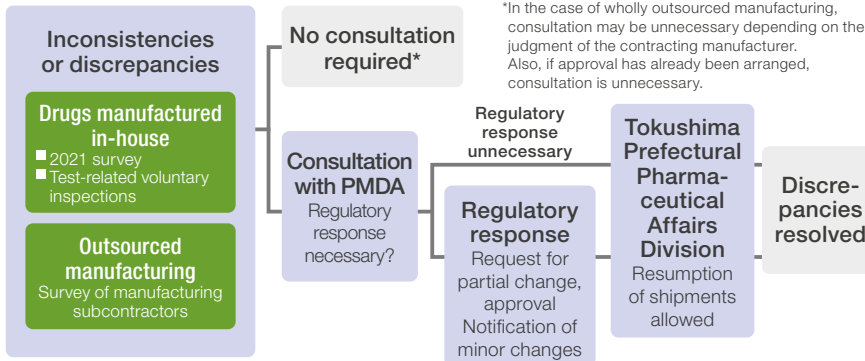 Inconsistencies
or discrepancies
Drugs manufactured
in-house
2021 survey
Test-related voluntary
inspections
Outsourced
manufacturing
Survey of manufacturing
subcontractors
No consultation
required*
*In the case of wholly outsourced manufacturing,
consultation may be unnecessary depending on the
judgment of the contracting manufacturer.
Also, if approval has already been arranged,
consultation is unnecessary.
Consultation
with PMDA
Regulatory
response
necessary?
Regulatory
response
unnecessary
Regulatory
response
Request for
partial change,
approval
Notification of
minor changes
Tokushima
Prefectural
Pharma-
ceutical
Affairs
Division
Resumption
of shipments
allowed
Discre-
pancies
resolved